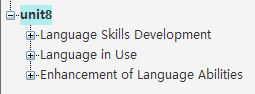 unit8
Language Skills Development
Language in Use
Enhancement of Language Abilities